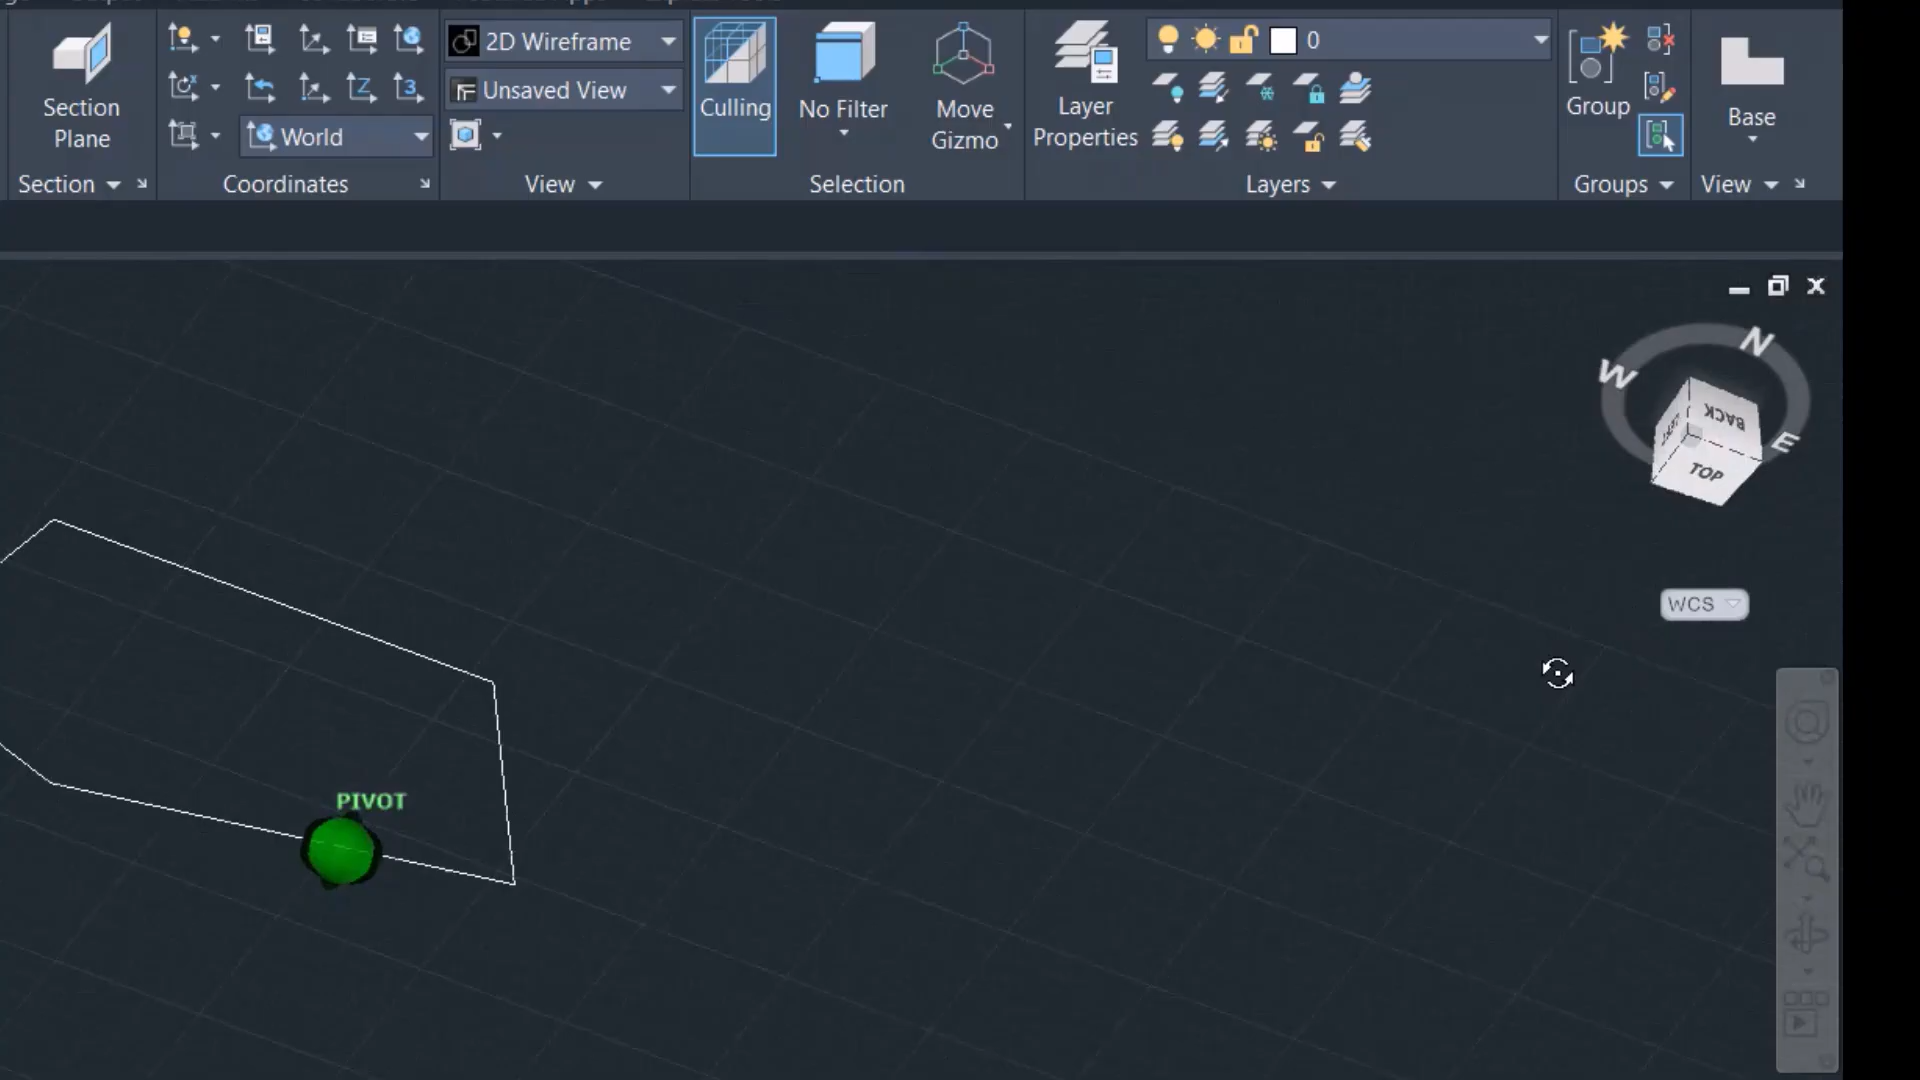 Section
Plane
World
2D Wireframe
Unsaved View
Culling
No Filter
Move
Gizmo
Layer
Properties
0
Group
Base
Section
Coordinates
View
Selection
Layers
Groups
View
N
W
E
BACK
TOP
WCS
PIVOT